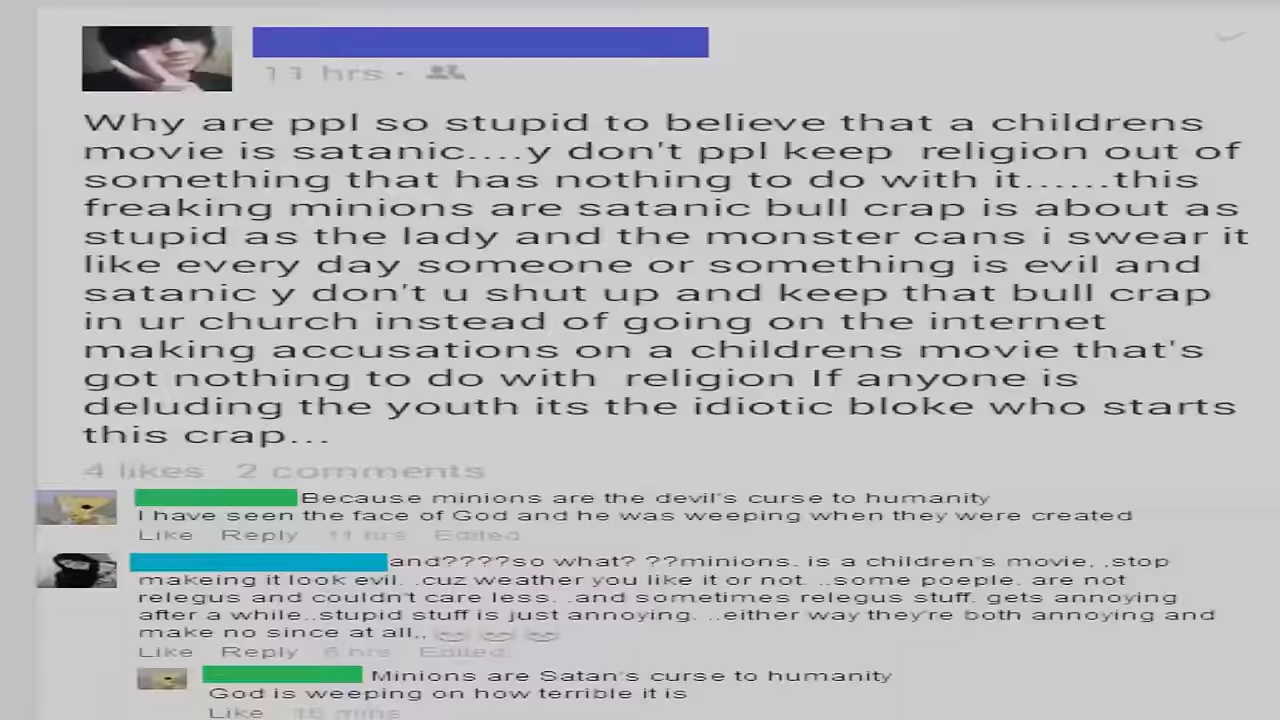 11 hrs ·
Why are ppl so stupid to believe that a childrens
movie is satanic....y don't ppl keep religion out of
something that has nothing to do with it......this
freaking minions are satanic bull crap is about as
stupid as the lady and the monster cans i swear it
like every day someone or something is evil and
satanic y don't u shut up and keep that bull crap
in ur church instead of going on the internet
making accusations on a childrens movie that's
got nothing to do with religion If anyone is
deluding the youth its the idiotic bloke who starts
this crap...
4 likes 2 comments
Because minions are the devil's curse to humanity
I have seen the face of God and he was weeping when they were created
Like Reply 11 hrs Edited
and????so what? ??minions. is a children's movie. .stop
makeing it look evil. .cuz weather you like it or not. ..some poeple. are not
relegus and couldn't care less. .and sometimes relegus stuff. gets annoying
after a while..stupid stuff is just annoying. ..either way they're both annoying and
make no since at all..
Like Reply 6 hrs Edited
Minions are Satan's curse to humanity
God is weeping on how terrible it is
Like 16 mins